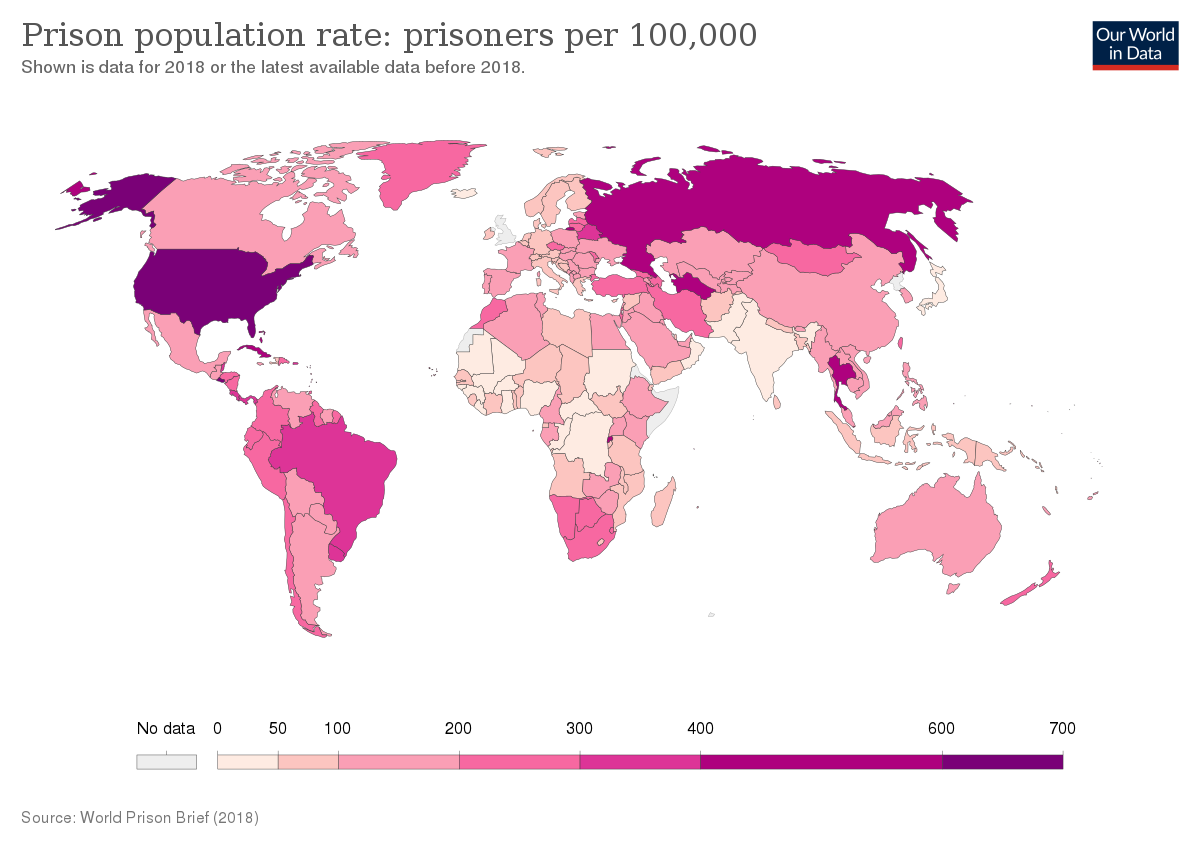 Prison population rate: prisoners per 100,000
Shown is data for 2018 or the latest available data before 2018.
Our World
in Data
No data 0 50 100 200 300 400 600 700
Source: World Prison Brief (2018)